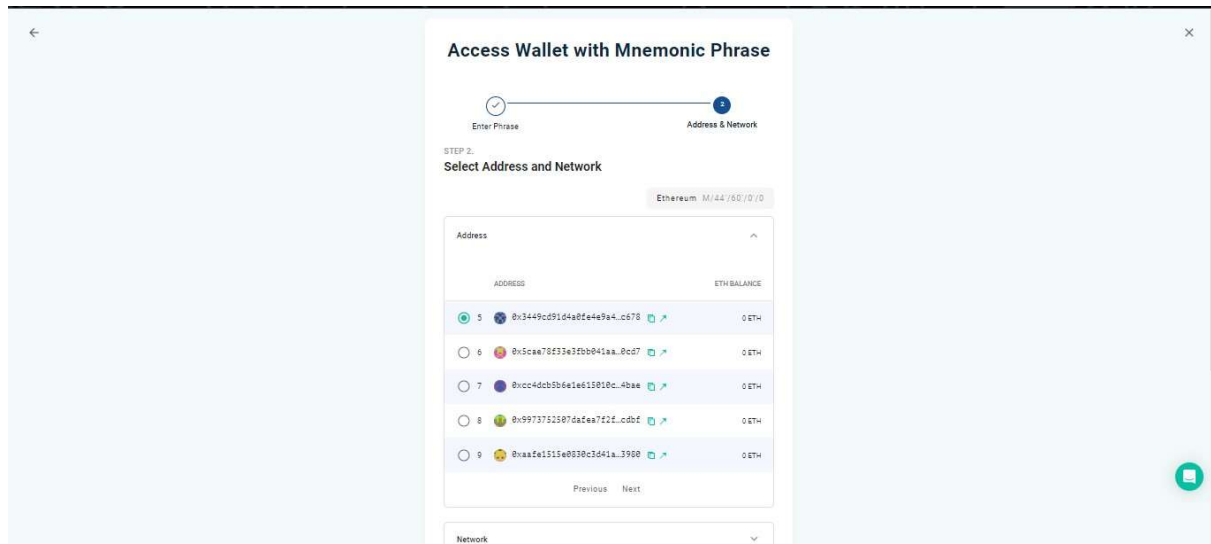 Access Wallet with Mnemonic Phrase
2
Enter Phrase Address & Network
STEP 2.
Select Address and Network
Ethereum M/44'/60'/0'/0
Address
ADDRESS ETH BALANCE
5 0x3449cd91d4a0fe4e9a4…c678 0 ETH
6 0x5cae78f33e3fbb041aa…0cd7 0 ETH
7 0xcc4dcb5b6e1e615010c…4bae 0 ETH
8 0x9973752507dafea7f2f…cdbf 0 ETH
9 0xaafe1515e0830c3d41a…3980 0 ETH
Previous Next
Network